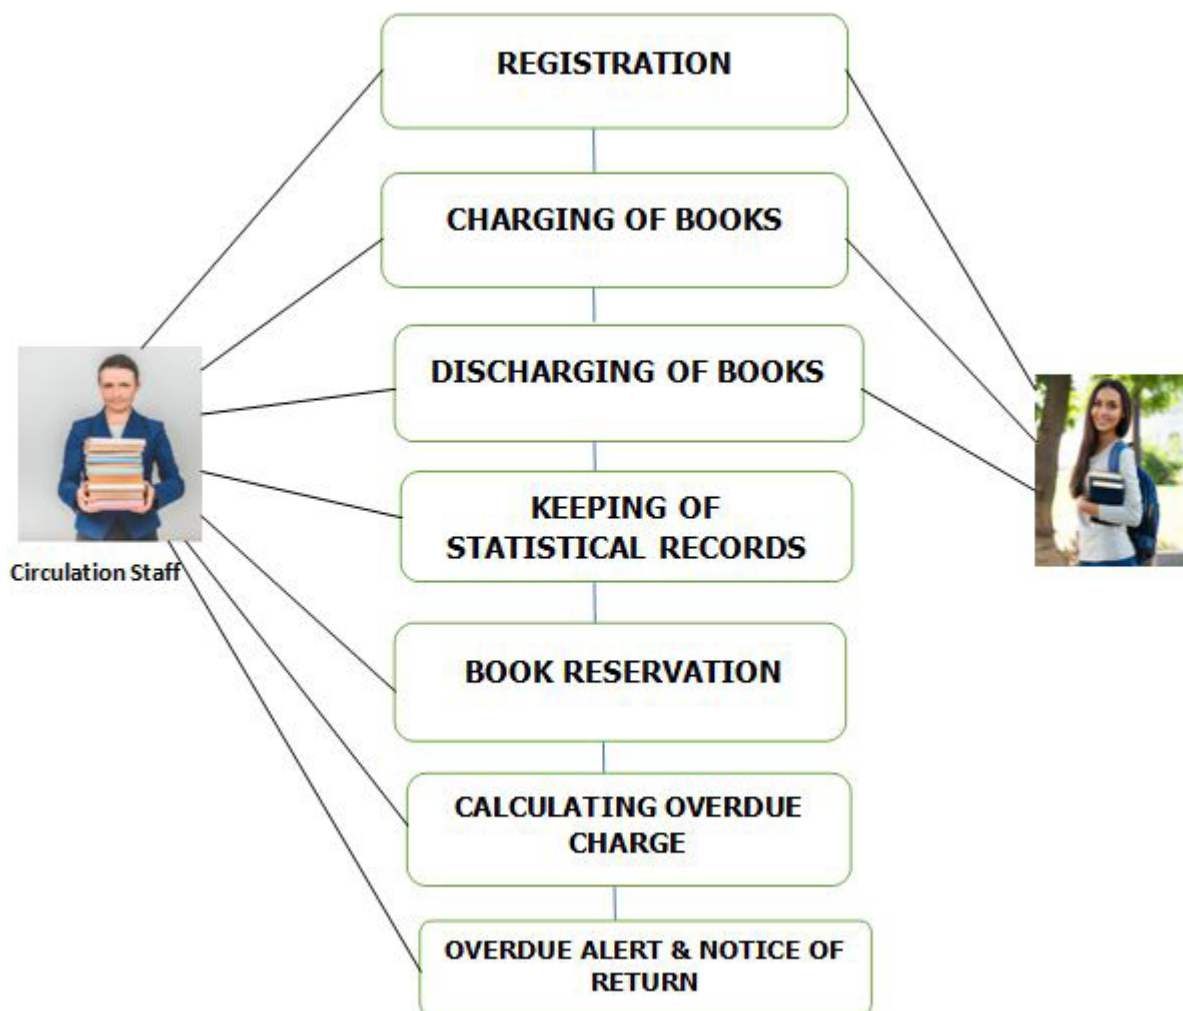 REGISTRATION
CHARGING OF BOOKS
DISCHARGING OF BOOKS
KEEPING OF
STATISTICAL RECORDS
Circulation Staff
BOOK RESERVATION
CALCULATING OVERDUE
CHARGE
OVERDUE ALERT & NOTICE OF
RETURN